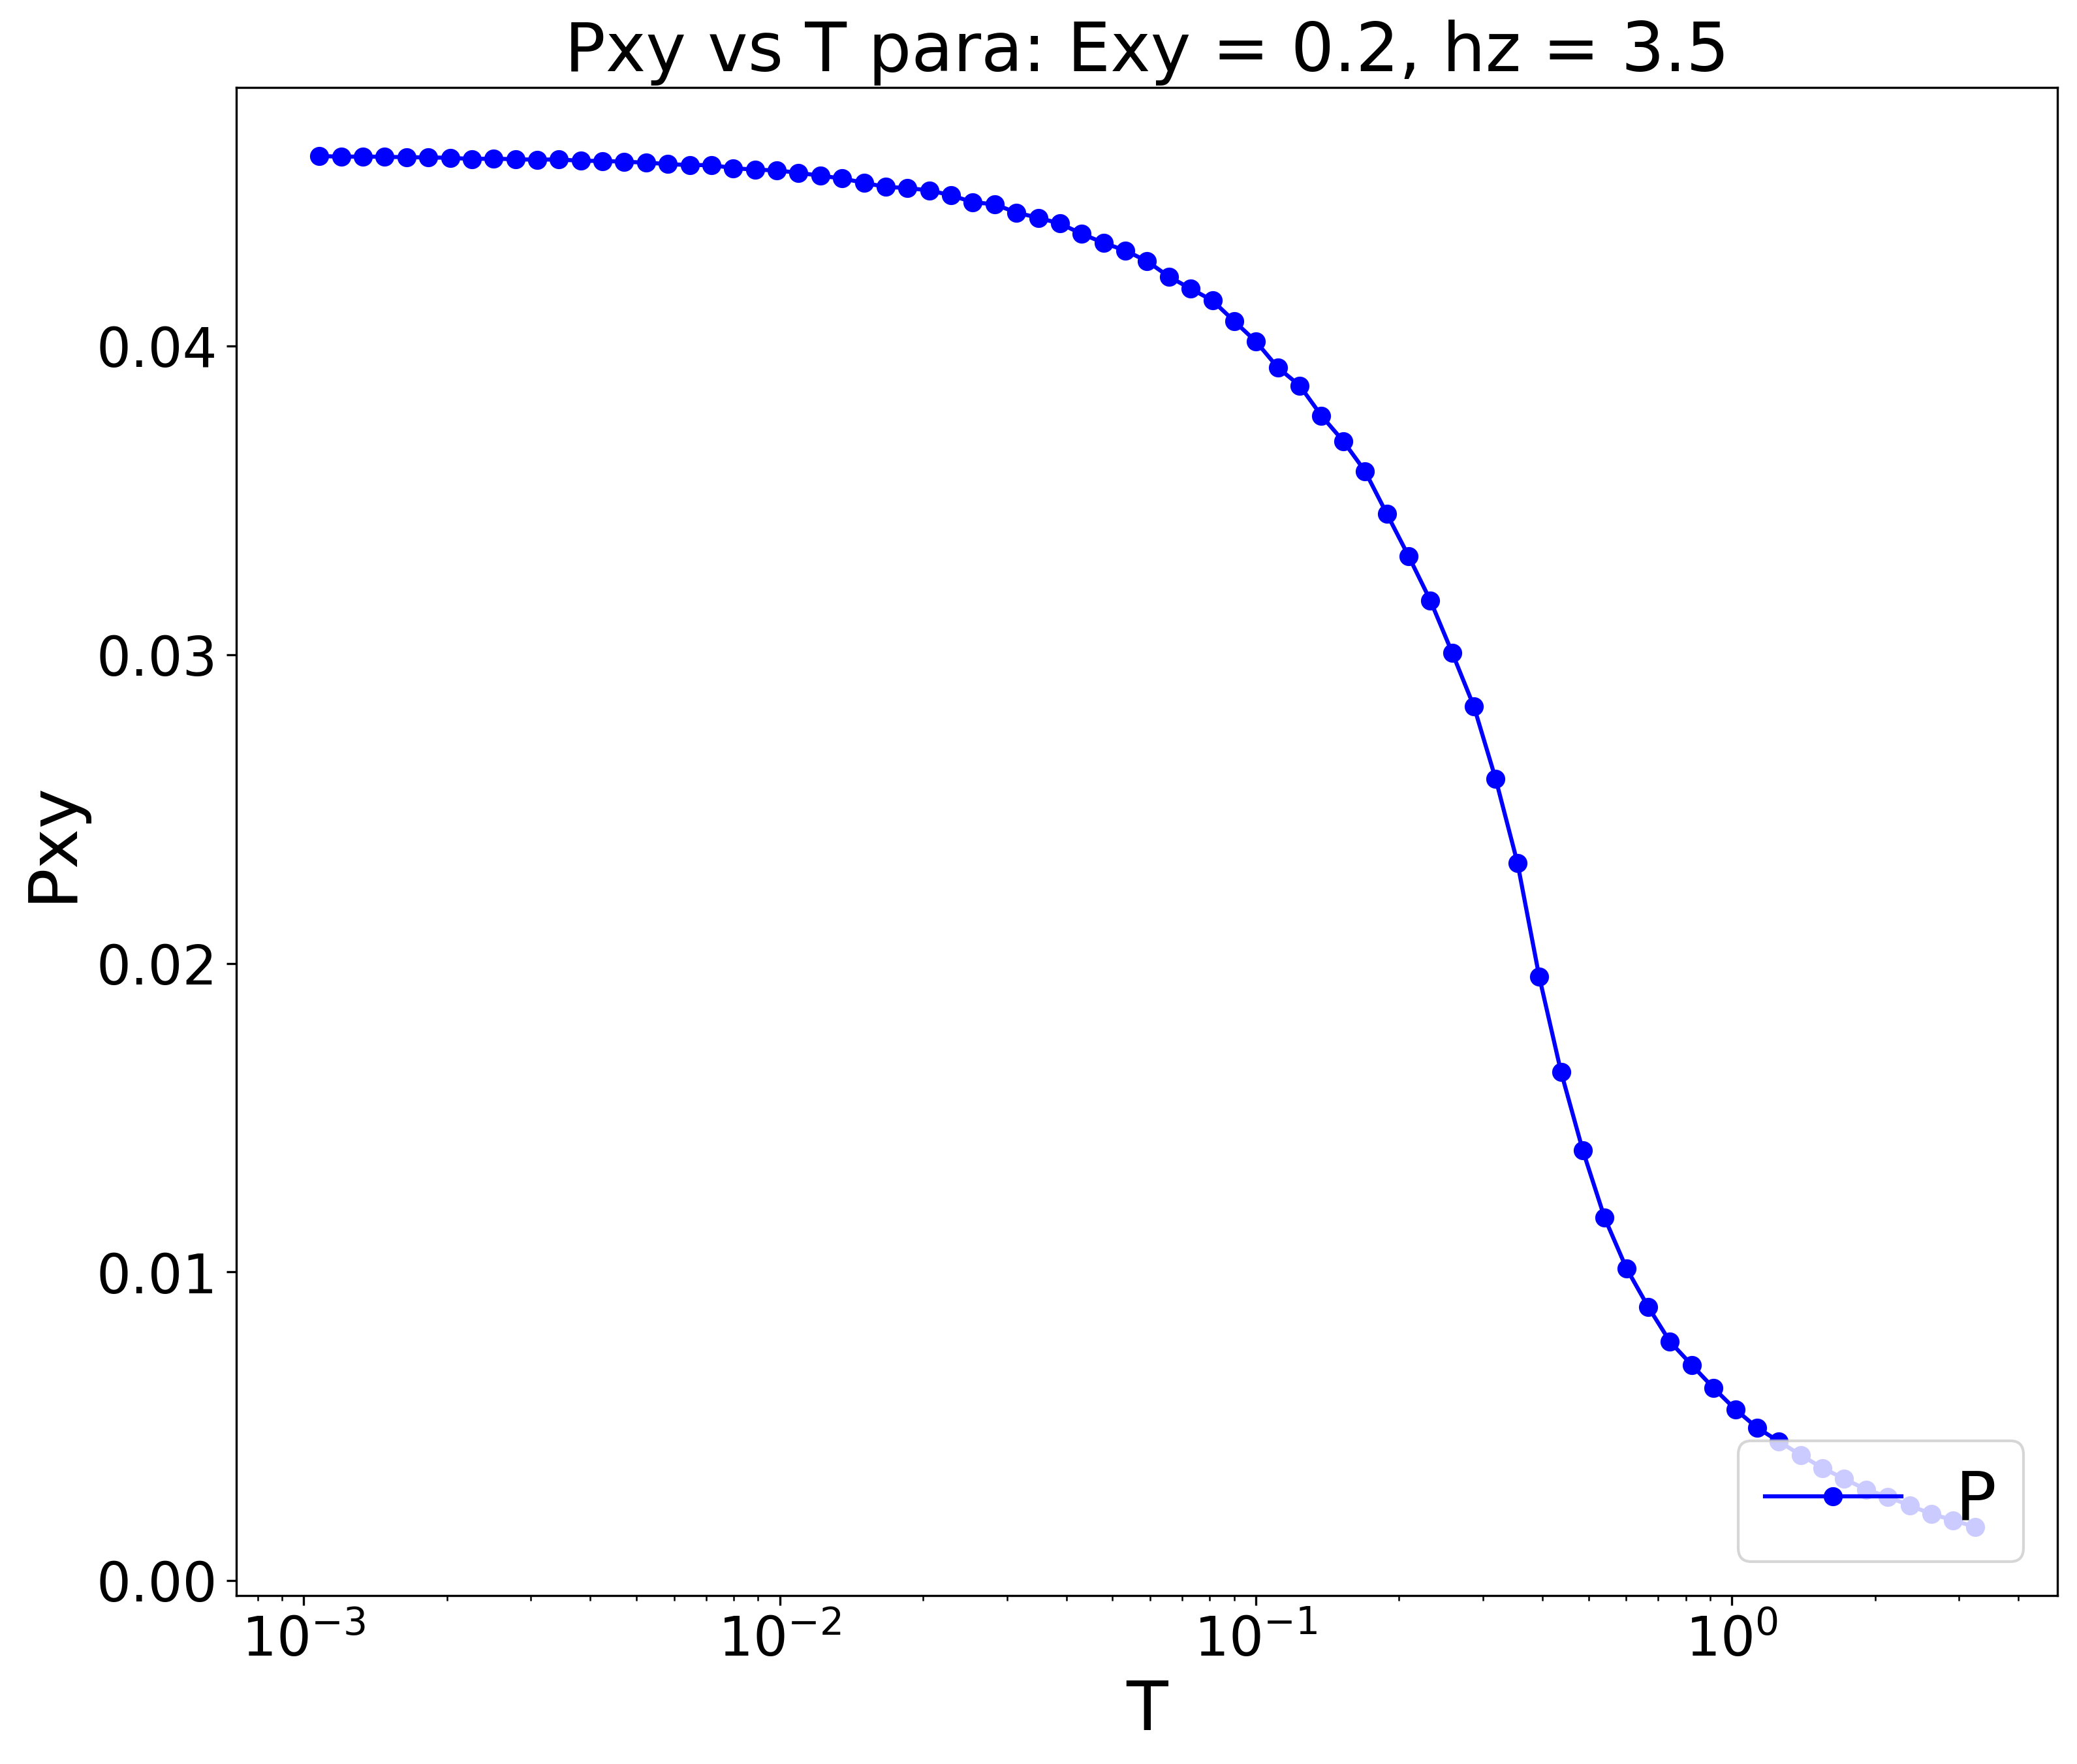 Pxy vs T para: Exy = 0.2, hz = 3.5
Pxy
0.04
0.03
0.02
0.01
0.00
10⁻³ 10⁻² 10⁻¹ 10⁰
T
P